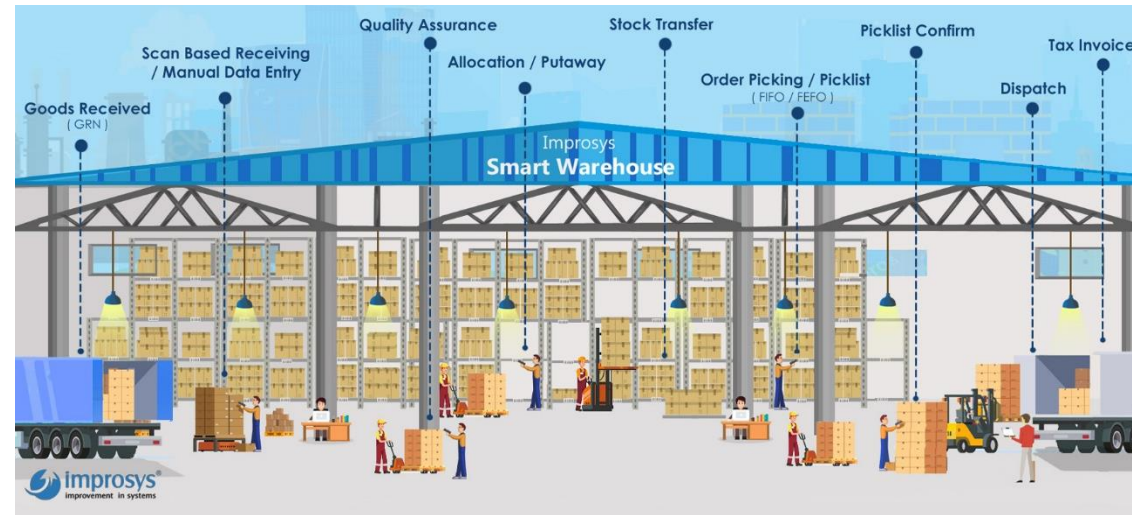 Goods Received
( GRN )
Scan Based Receiving
/ Manual Data Entry
Quality Assurance
Allocation / Putaway
Stock Transfer
Order Picking / Picklist
( FIFO / FEFO )
Picklist Confirm
Dispatch
Tax Invoice
Improsys
Smart Warehouse
improsys®
improvement in systems